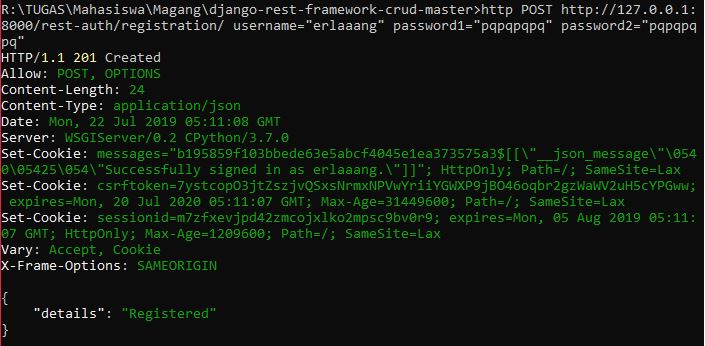 R:\TUGAS\Mahasiswa\Magang\django-rest-framework-crud-master>http POST http://127.0.0.1:
8000/rest-auth/registration/ username="erlaaang" password1="pqpqpqpq" password2="pqpqpq
pq"
HTTP/1.1 201 Created
Allow: POST, OPTIONS
Content-Length: 24
Content-Type: application/json
Date: Mon, 22 Jul 2019 05:11:08 GMT
Server: WSGIServer/0.2 CPython/3.7.0
Set-Cookie: messages="b195859f103bbede63e5abcf4045e1ea373575a3$[[\"__json_message\"\054
0\05425\054\"Successfully signed in as erlaaang.\"]]"; HttpOnly; Path=/; SameSite=Lax
Set-Cookie: csrftoken=7ystcopO3jtZszjvQSxsNrmxNPVwYriiYGWXP9jBO46oqbr2gzWaWV2uH5cYPGww;
expires=Mon, 20 Jul 2020 05:11:07 GMT; Max-Age=31449600; Path=/; SameSite=Lax
Set-Cookie: sessionid=m7zfxevjpd42zmcojxlko2mpsc9bv0r9; expires=Mon, 05 Aug 2019 05:11:
07 GMT; HttpOnly; Max-Age=1209600; Path=/; SameSite=Lax
Vary: Accept, Cookie
X-Frame-Options: SAMEORIGIN
{
"details": "Registered"
}